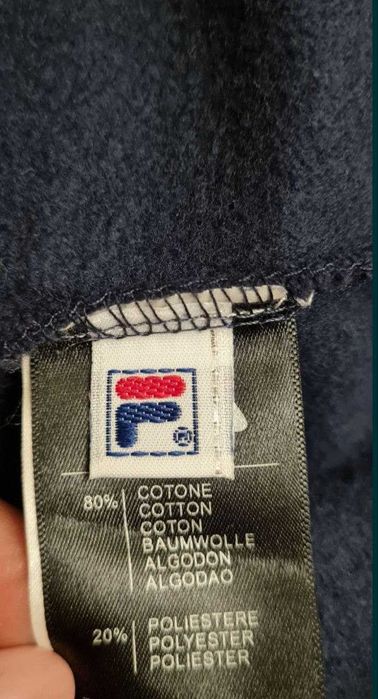 F
®
80% COTONE
COTTON
COTON
BAUMWOLLE
ALGODON
ALGODAO
20% POLIESTERE
POLYESTER
POLIESTER